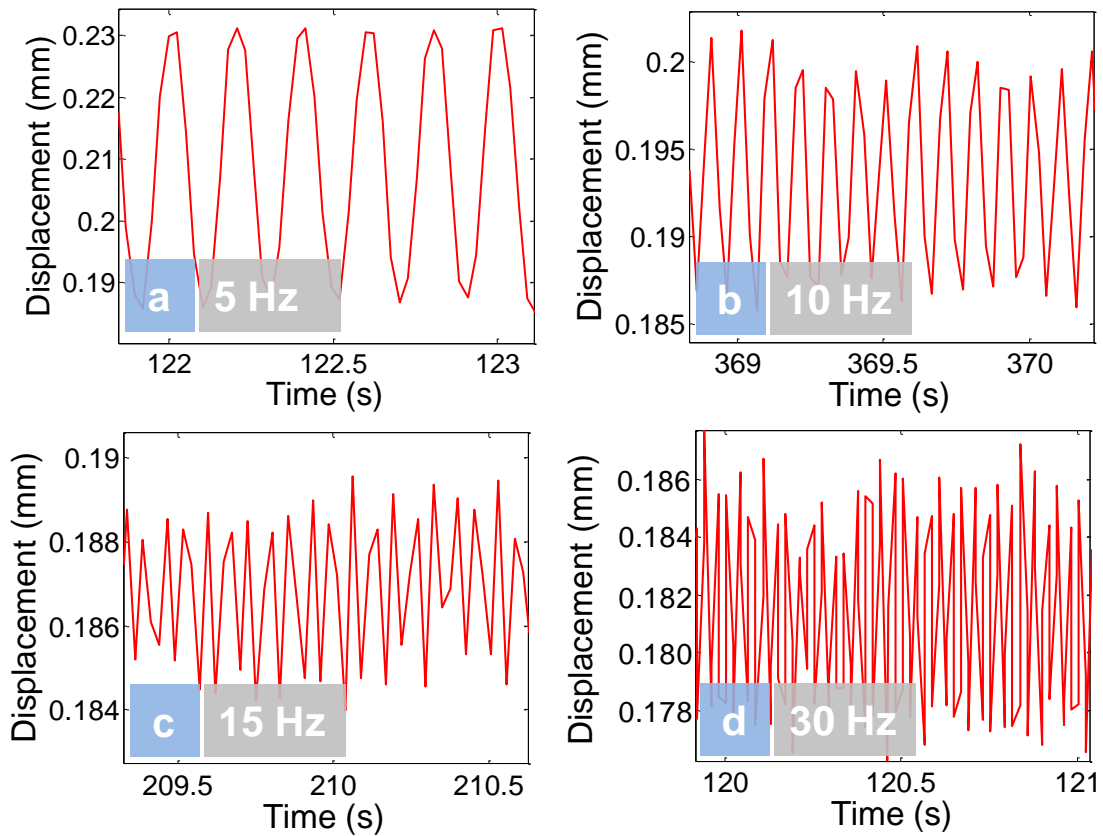 Displacement (mm)
0.23
0.22
0.21
0.2
0.19
a
5 Hz
122
122.5
123
Time (s)
Displacement (mm)
0.2
0.195
0.19
0.185
b
10 Hz
369
369.5
370
Time (s)
Displacement (mm)
0.19
0.188
0.186
0.184
c
15 Hz
209.5
210
210.5
Time (s)
Displacement (mm)
0.186
0.184
0.182
0.180
0.178
d
30 Hz
120
120.5
121
Time (s)